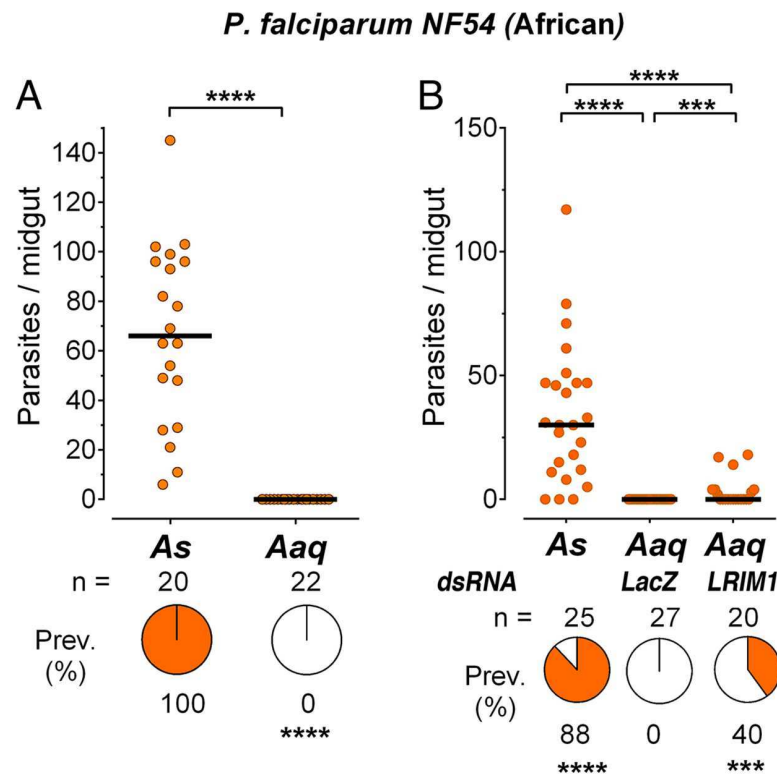 P. falciparum NF54 (African)
A
****
Parasites / midgut
140
120
100
80
60
40
20
0
As Aaq
n = 20 22
Prev.
(%)
100 0
****
B
****
**** ***
Parasites / midgut
150
100
50
0
As Aaq Aaq
dsRNA LacZ LRIM1
n = 25 27 20
Prev.
(%)
88 0 40
**** ***